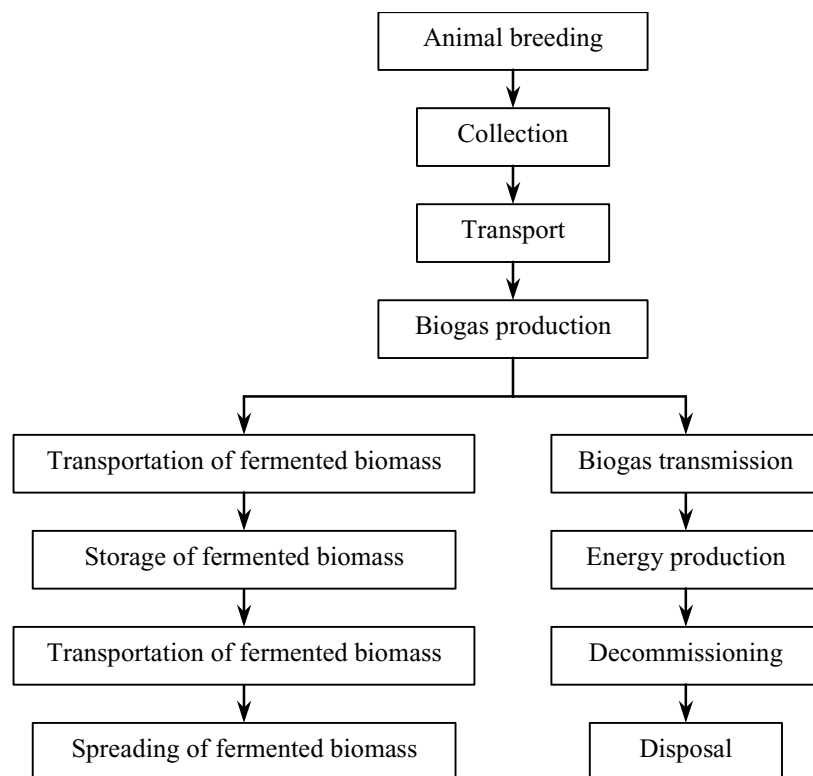 Animal breeding
Collection
Transport
Biogas production
Transportation of fermented biomass
Storage of fermented biomass
Transportation of fermented biomass
Spreading of fermented biomass
Biogas transmission
Energy production
Decommissioning
Disposal